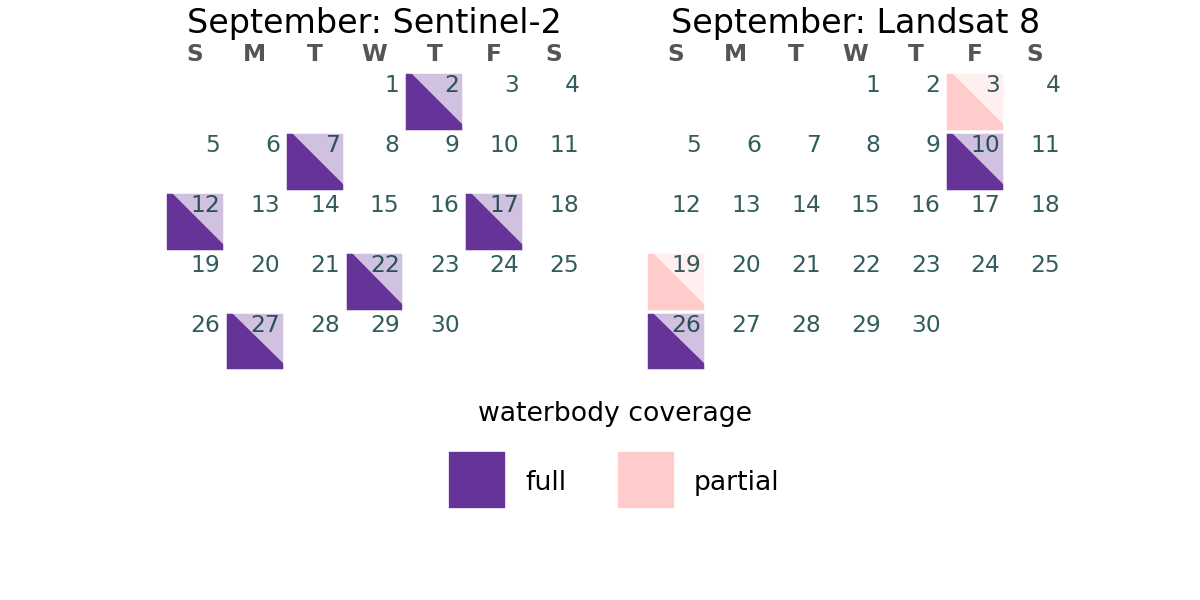 September: Sentinel-2
S M T W T F S
1 2 3 4
5 6 7 8 9 10 11
12 13 14 15 16 17 18
19 20 21 22 23 24 25
26 27 28 29 30
September: Landsat 8
S M T W T F S
1 2 3 4
5 6 7 8 9 10 11
12 13 14 15 16 17 18
19 20 21 22 23 24 25
26 27 28 29 30
waterbody coverage
full partial